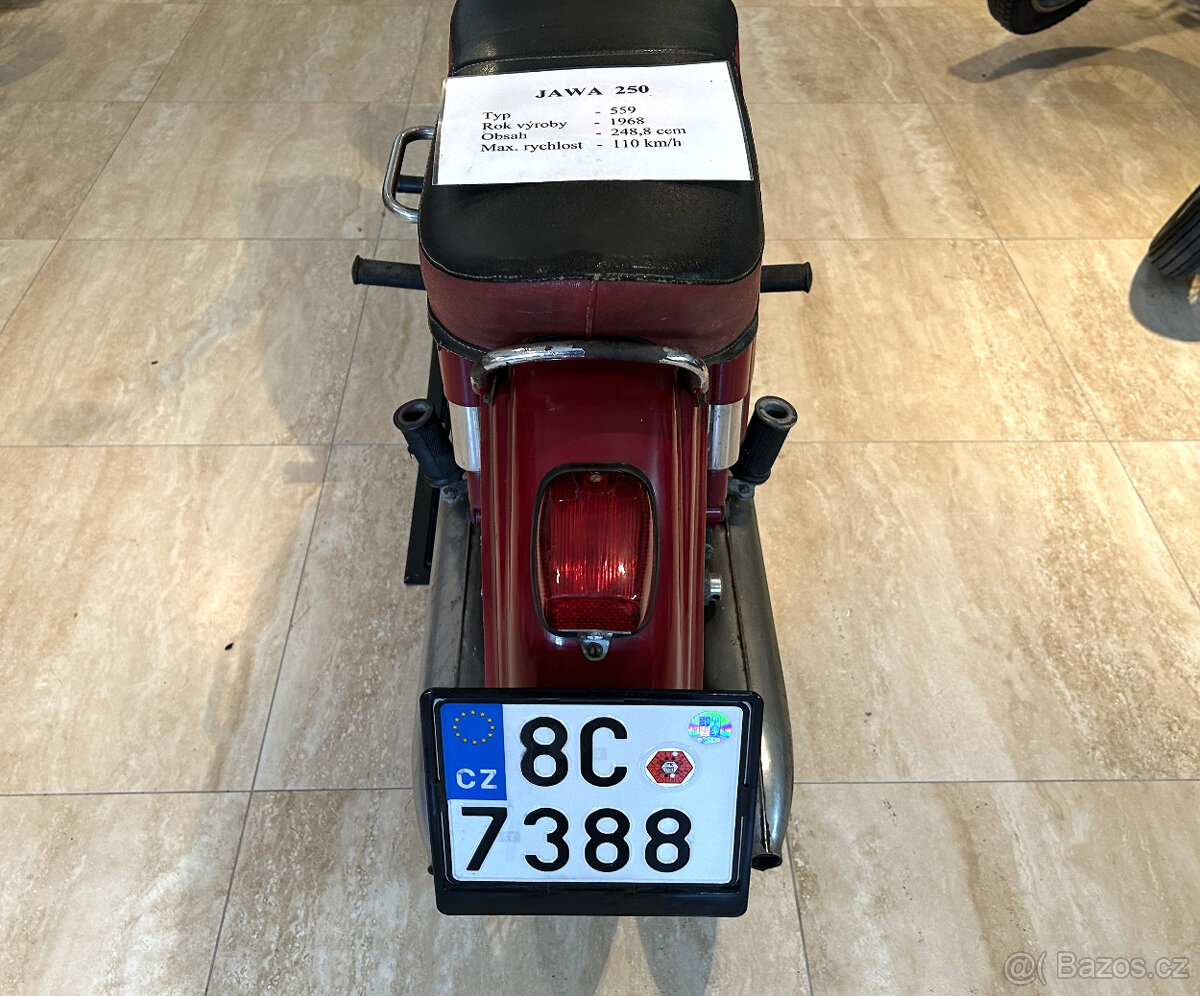 JAWA 250
Typ - 559
Rok výroby - 1968
Obsah - 248,8 ccm
Max. rychlost - 110 km/h
8C
CZ
7388
@( Bazos.cz